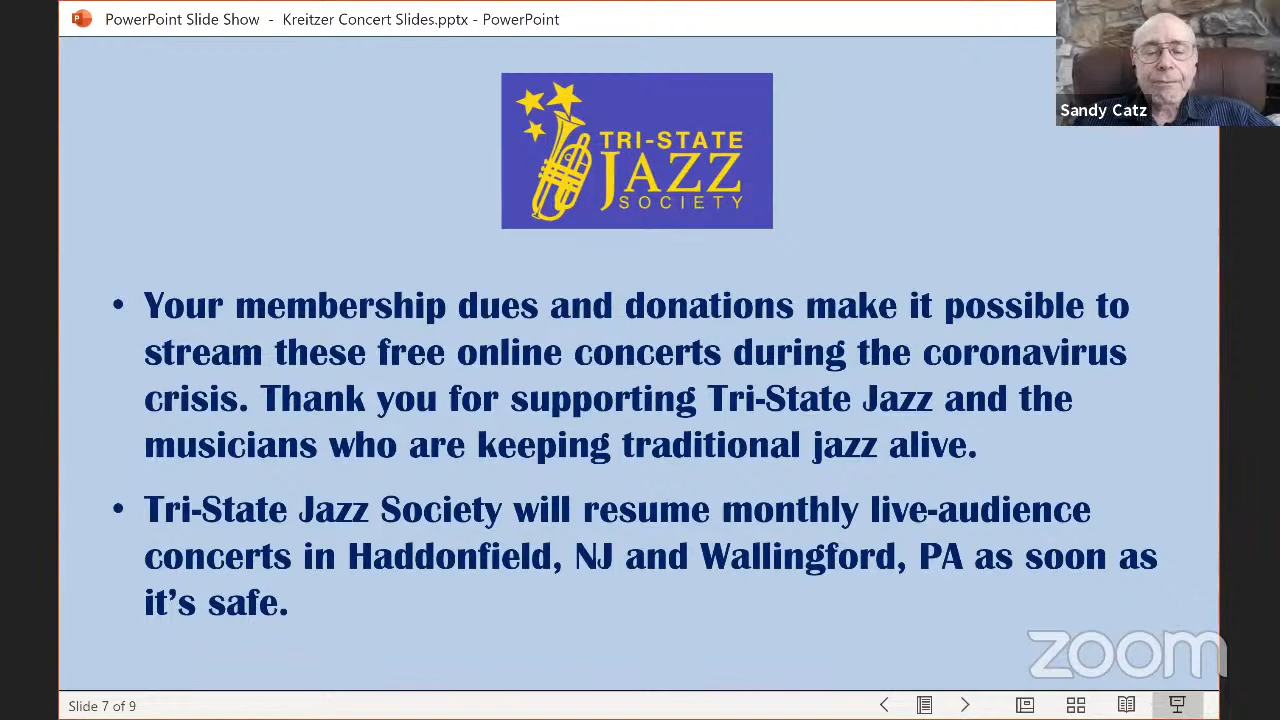 PowerPoint Slide Show - Kreitzer Concert Slides.pptx - PowerPoint
Sandy Catz
TRI-STATE
JAZZ
SOCIETY
• Your membership dues and donations make it possible to
stream these free online concerts during the coronavirus
crisis. Thank you for supporting Tri-State Jazz and the
musicians who are keeping traditional jazz alive.
• Tri-State Jazz Society will resume monthly live-audience
concerts in Haddonfield, NJ and Wallingford, PA as soon as
it's safe.
zoom
Slide 7 of 9